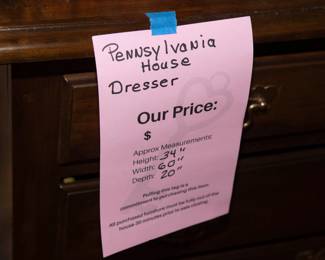 Pennsylvania
House
Dresser
Our Price:
$
Approx Measurements:
Height: 34"
Width: 60"
Depth: 20"
Pulling this tag is a
commitment to purchasing this item.
All purchased furniture must be fully out of the
house 30 minutes prior to sale closing.